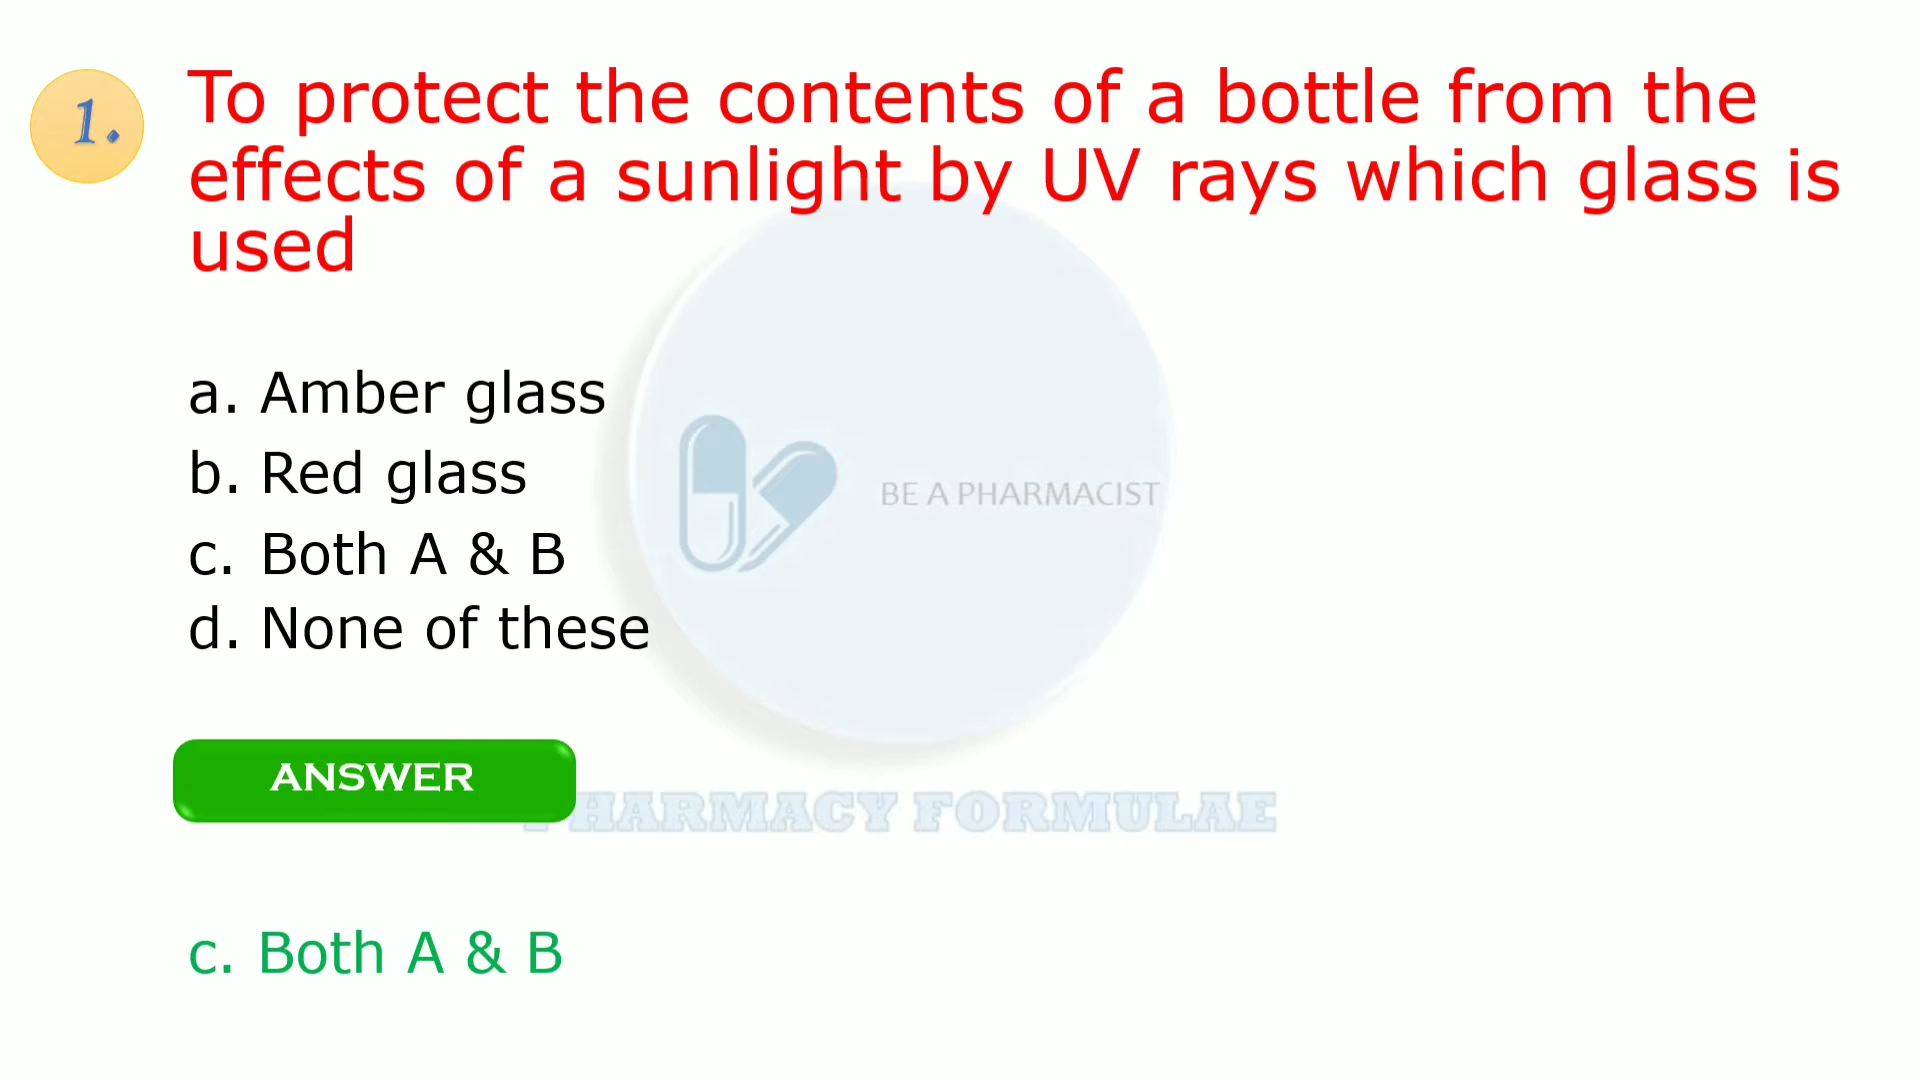 1.
To protect the contents of a bottle from the
effects of a sunlight by UV rays which glass is
used
a. Amber glass
b. Red glass
c. Both A & B
d. None of these
BE A PHARMACIST
ANSWER
PHARMACY FORMULAE
c. Both A & B